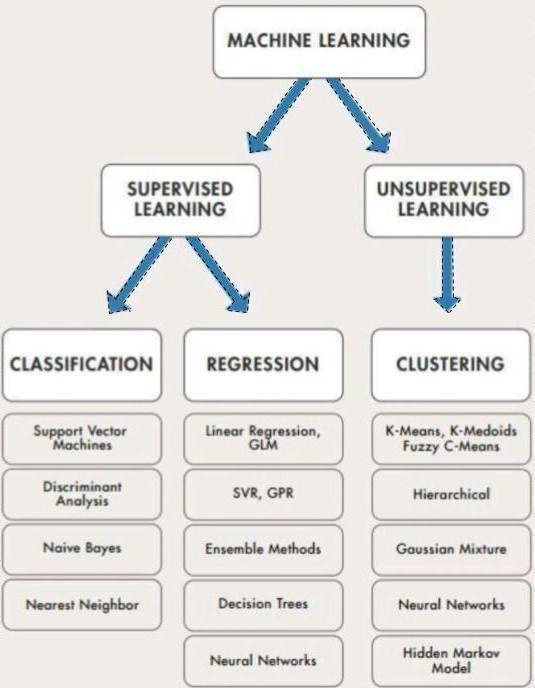 MACHINE LEARNING
SUPERVISED
LEARNING
UNSUPERVISED
LEARNING
CLASSIFICATION
REGRESSION
CLUSTERING
Support Vector
Machines
Linear Regression,
GLM
K-Means, K-Medoids
Fuzzy C-Means
Discriminant
Analysis
SVR, GPR
Hierarchical
Naive Bayes
Ensemble Methods
Gaussian Mixture
Nearest Neighbor
Decision Trees
Neural Networks
Neural Networks
Hidden Markov
Model